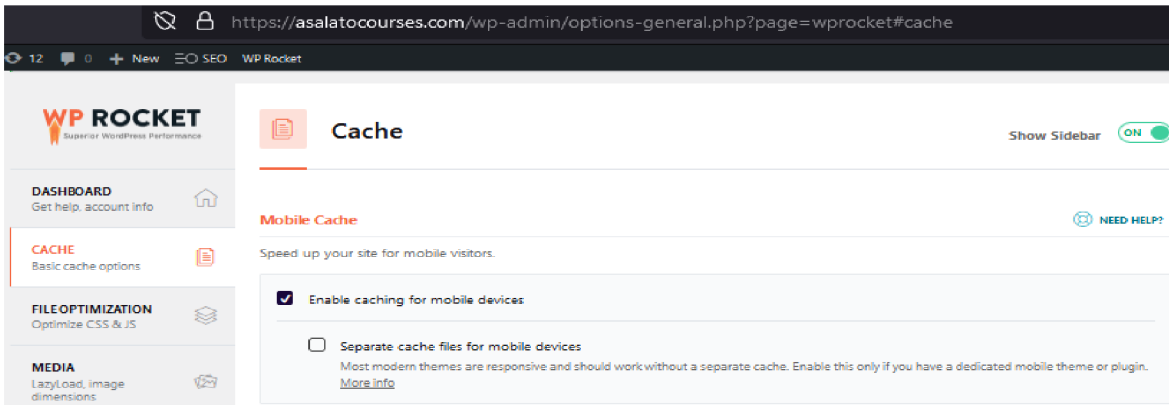 https://asalatocourses.com/wp-admin/options-general.php?page=wprocket#cache
12 0 + New SEO WP Rocket
WP ROCKET
Superior WordPress Performance
Cache
Show Sidebar ON
DASHBOARD
Get help, account info
Mobile Cache
NEED HELP?
CACHE
Basic cache options
Speed up your site for mobile visitors.
Enable caching for mobile devices
FILE OPTIMIZATION
Optimize CSS & JS
Separate cache files for mobile devices
Most modern themes are responsive and should work without a separate cache. Enable this only if you have a dedicated mobile theme or plugin.
More info
MEDIA
LazyLoad, image
dimensions